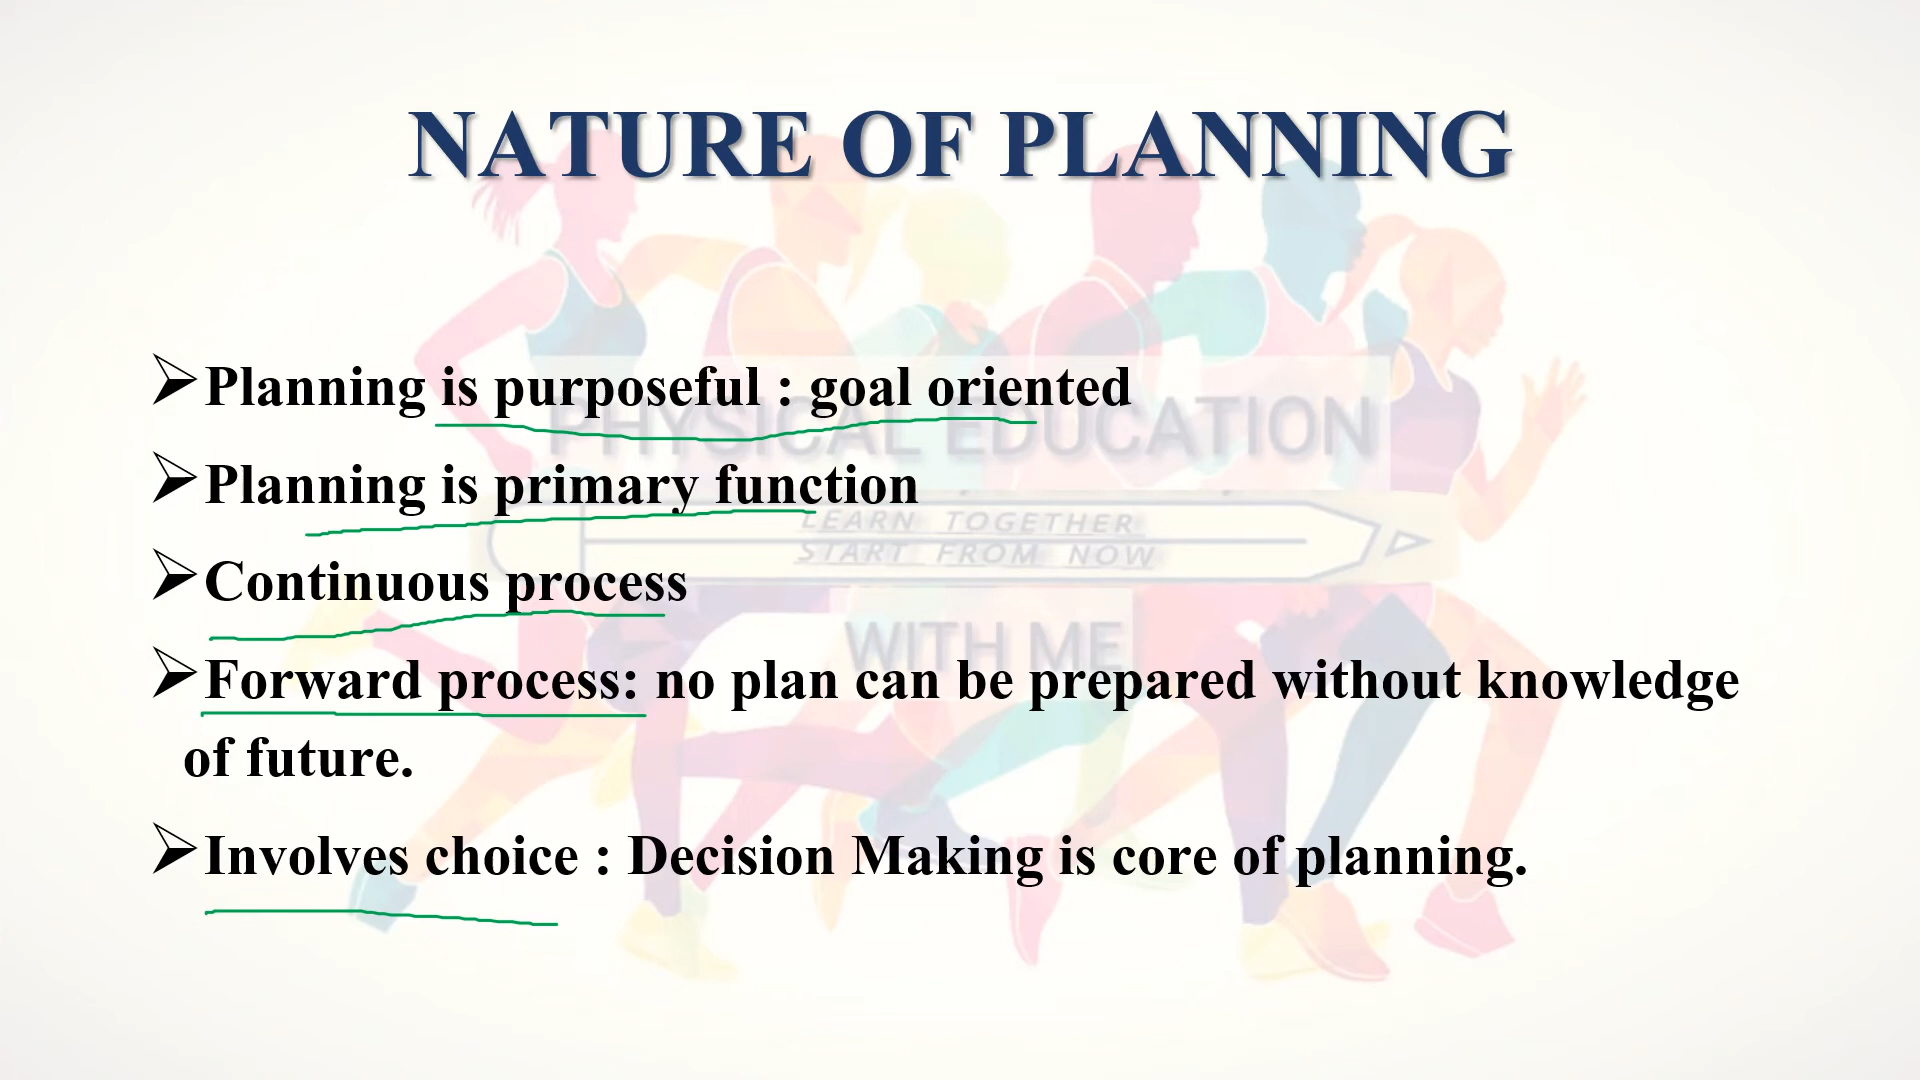 NATURE OF PLANNING
➢Planning is purposeful : goal oriented
PHYSICAL EDUCATION
➢Planning is primary function
LEARN TOGETHER
START FROM NOW
➢Continuous process
WITH ME
➢Forward process: no plan can be prepared without knowledge
of future.
➢Involves choice : Decision Making is core of planning.